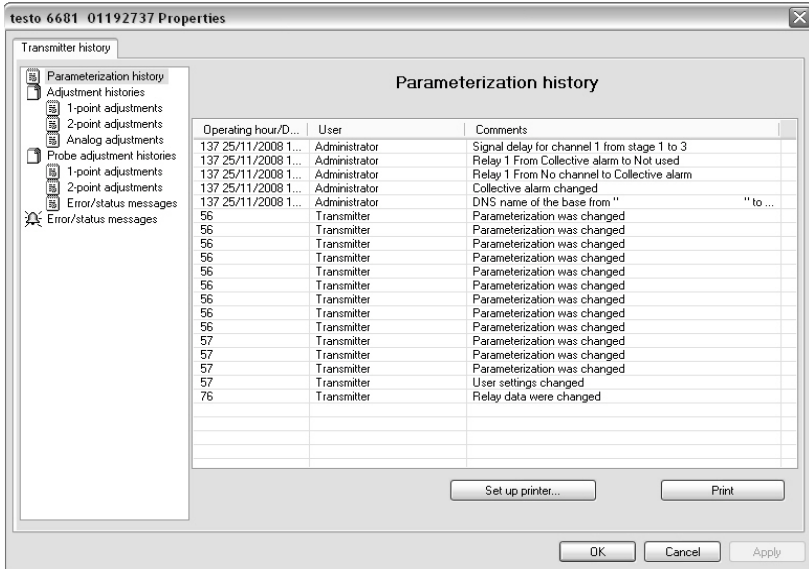 testo 6681 01192737 Properties
Transmitter history
Parameterization history
Adjustment histories
1-point adjustments
2-point adjustments
Analog adjustments
Probe adjustment histories
1-point adjustments
2-point adjustments
Error/status messages
Error/status messages
Parameterization history
Operating hour/D... User Comments
137 25/11/2008 1... Administrator Signal delay for channel 1 from stage 1 to 3
137 25/11/2008 1... Administrator Relay 1 From Collective alarm to Not used
137 25/11/2008 1... Administrator Relay 1 From No channel to Collective alarm
137 25/11/2008 1... Administrator Collective alarm changed
137 25/11/2008 1... Administrator DNS name of the base from " " to ...
56 Transmitter Parameterization was changed
56 Transmitter Parameterization was changed
56 Transmitter Parameterization was changed
56 Transmitter Parameterization was changed
56 Transmitter Parameterization was changed
56 Transmitter Parameterization was changed
56 Transmitter Parameterization was changed
56 Transmitter Parameterization was changed
56 Transmitter Parameterization was changed
57 Transmitter Parameterization was changed
57 Transmitter Parameterization was changed
57 Transmitter Parameterization was changed
57 Transmitter User settings changed
76 Transmitter Relay data were changed
Set up printer... Print
OK Cancel Apply